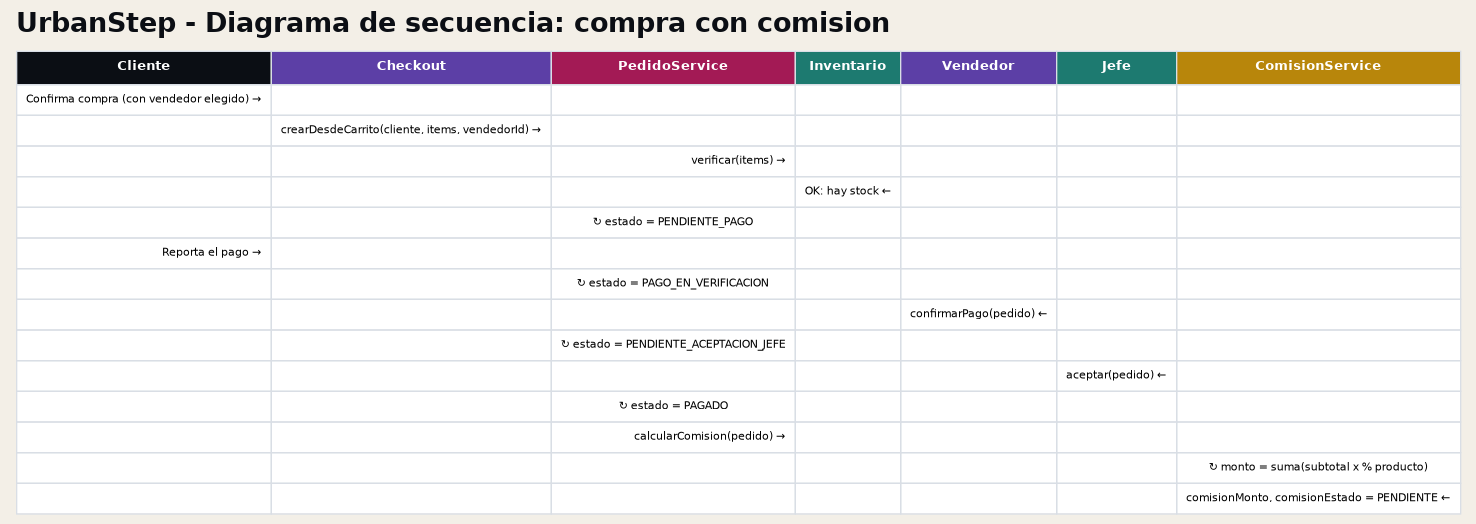 UrbanStep - Diagrama de secuencia: compra con comision
Cliente Checkout PedidoService Inventario Vendedor Jefe ComisionService
Confirma compra (con vendedor elegido) →
crearDesdeCarrito(cliente, items, vendedorId) →
verificar(items) →
OK: hay stock ←
↻ estado = PENDIENTE_PAGO
Reporta el pago →
↻ estado = PAGO_EN_VERIFICACION
confirmarPago(pedido) ←
↻ estado = PENDIENTE_ACEPTACION_JEFE
aceptar(pedido) ←
↻ estado = PAGADO
calcularComision(pedido) →
↻ monto = suma(subtotal x % producto)
comisionMonto, comisionEstado = PENDIENTE ←